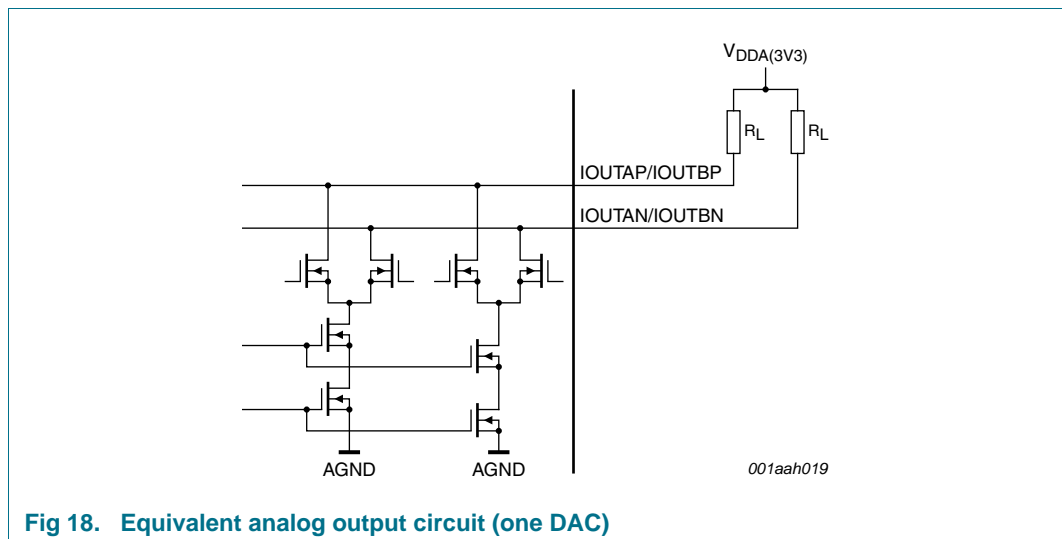 VDDA(3V3)
RL RL
IOUTAP/IOUTBP
IOUTAN/IOUTBN
AGND AGND
001aah019
Fig 18. Equivalent analog output circuit (one DAC)